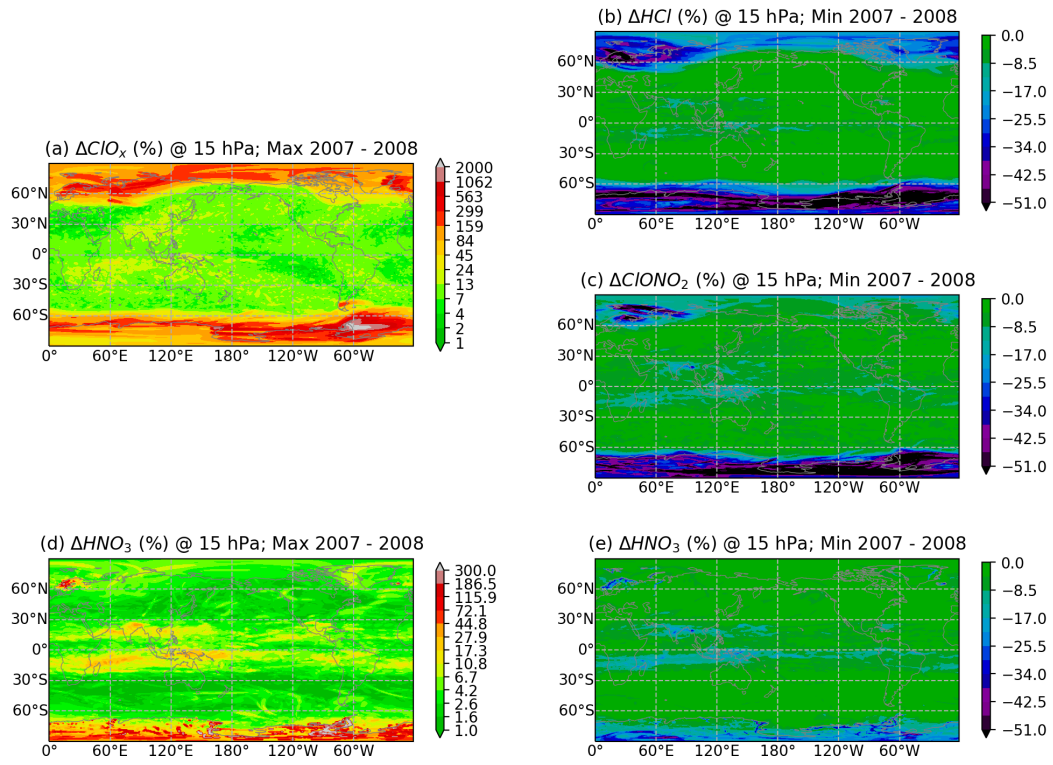 (a) ΔClOₓ (%) @ 15 hPa; Max 2007 - 2008
60°N
30°N
0°
30°S
60°S
0° 60°E 120°E 180° 120°W 60°W
2000
1062
563
299
159
84
45
24
13
7
4
2
1
(b) ΔHCl (%) @ 15 hPa; Min 2007 - 2008
60°N
30°N
0°
30°S
60°S
0° 60°E 120°E 180° 120°W 60°W
0.0
−8.5
−17.0
−25.5
−34.0
−42.5
−51.0
(c) ΔClONO₂ (%) @ 15 hPa; Min 2007 - 2008
60°N
30°N
0°
30°S
60°S
0° 60°E 120°E 180° 120°W 60°W
0.0
−8.5
−17.0
−25.5
−34.0
−42.5
−51.0
(d) ΔHNO₃ (%) @ 15 hPa; Max 2007 - 2008
60°N
30°N
0°
30°S
60°S
0° 60°E 120°E 180° 120°W 60°W
300.0
186.5
115.9
72.1
44.8
27.9
17.3
10.8
6.7
4.2
2.6
1.6
1.0
(e) ΔHNO₃ (%) @ 15 hPa; Min 2007 - 2008
60°N
30°N
0°
30°S
60°S
0° 60°E 120°E 180° 120°W 60°W
0.0
−8.5
−17.0
−25.5
−34.0
−42.5
−51.0